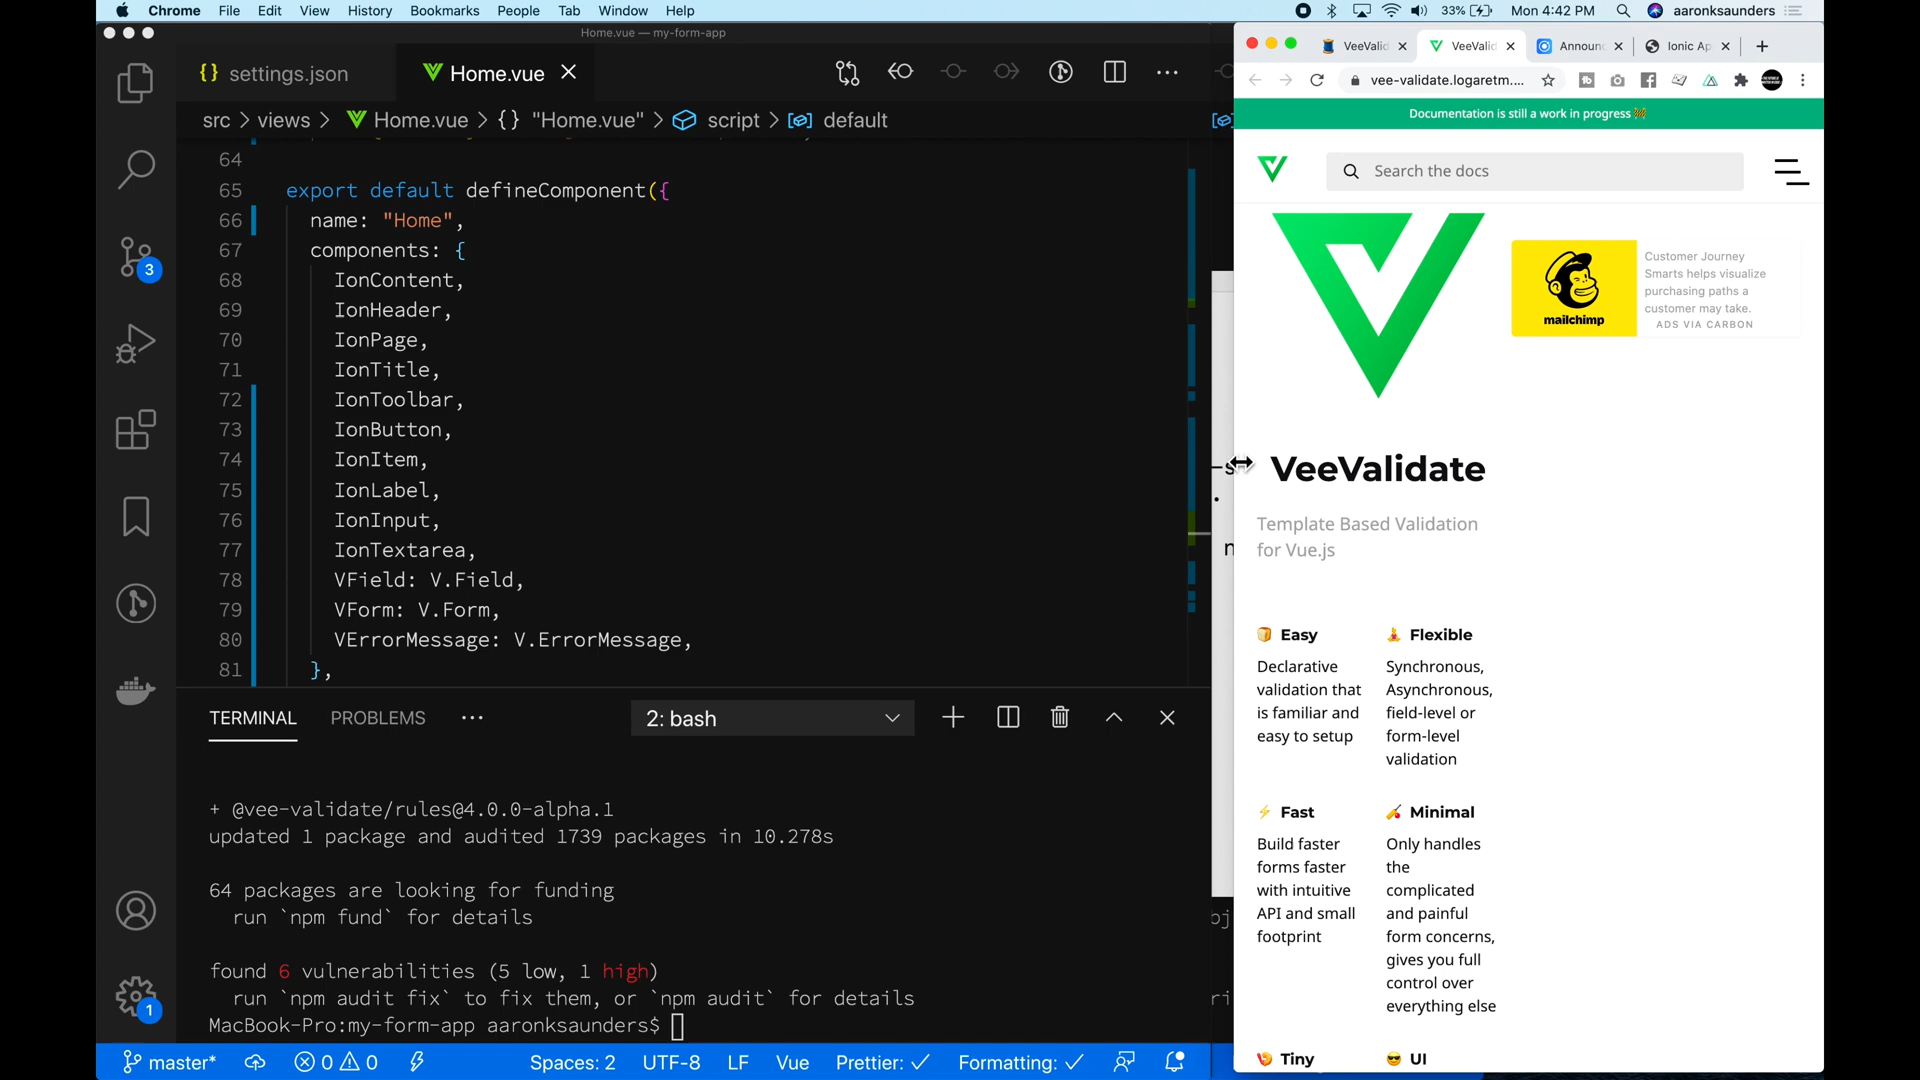 Chrome File Edit View History Bookmarks People Tab Window Help
33% Mon 4:42 PM aaronksaunders
Home.vue — my-form-app
{} settings.json
Home.vue
src > views > Home.vue > {} "Home.vue" > script > default
64
65 export default defineComponent({
66 name: "Home",
67 components: {
68 IonContent,
69 IonHeader,
70 IonPage,
71 IonTitle,
72 IonToolbar,
73 IonButton,
74 IonItem,
75 IonLabel,
76 IonInput,
77 IonTextarea,
78 VField: V.Field,
79 VForm: V.Form,
80 VErrorMessage: V.ErrorMessage,
81 },
3
1
TERMINAL PROBLEMS ...
2: bash
+ @vee-validate/rules@4.0.0-alpha.1
updated 1 package and audited 1739 packages in 10.278s
64 packages are looking for funding
run `npm fund` for details
found 6 vulnerabilities (5 low, 1 high)
run `npm audit fix` to fix them, or `npm audit` for details
MacBook-Pro:my-form-app aaronksaunders$
master* 0 0 Spaces: 2 UTF-8 LF Vue Prettier: ✓ Formatting: ✓
VeeValid VeeValid Announc Ionic Ap
vee-validate.logaretm....
Documentation is still a work in progress 🚧
Search the docs
mailchimp
Customer Journey
Smarts helps visualize
purchasing paths a
customer may take.
ADS VIA CARBON
VeeValidate
Template Based Validation
for Vue.js
Easy
Declarative
validation that
is familiar and
easy to setup
Flexible
Synchronous,
Asynchronous,
field-level or
form-level
validation
Fast
Build faster
forms faster
with intuitive
API and small
footprint
Minimal
Only handles
the
complicated
and painful
form concerns,
gives you full
control over
everything else
Tiny
UI